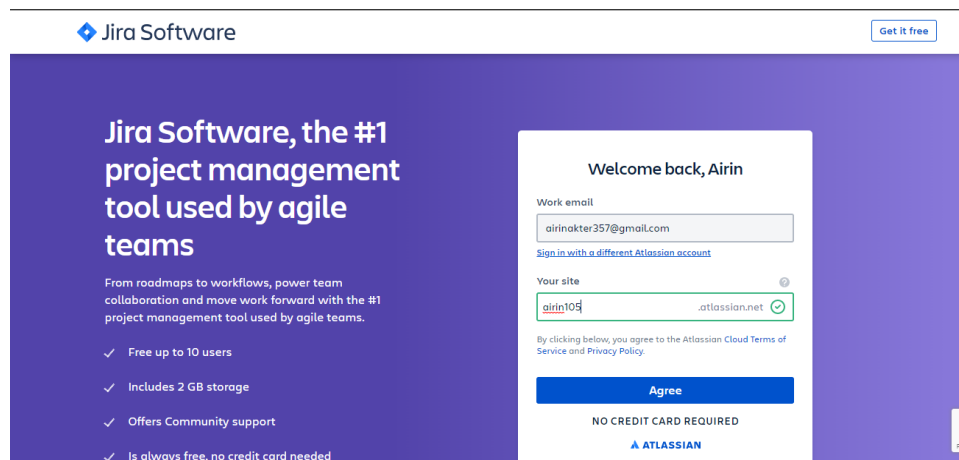 Jira Software
Get it free
Jira Software, the #1
project management
tool used by agile
teams
From roadmaps to workflows, power team
collaboration and move work forward with the #1
project management tool used by agile teams.
Free up to 10 users
Includes 2 GB storage
Offers Community support
Is always free, no credit card needed
Welcome back, Airin
Work email
airinakter357@gmail.com
Sign in with a different Atlassian account
Your site
?
airin105 .atlassian.net
By clicking below, you agree to the Atlassian Cloud Terms of
Service and Privacy Policy.
Agree
NO CREDIT CARD REQUIRED
ATLASSIAN